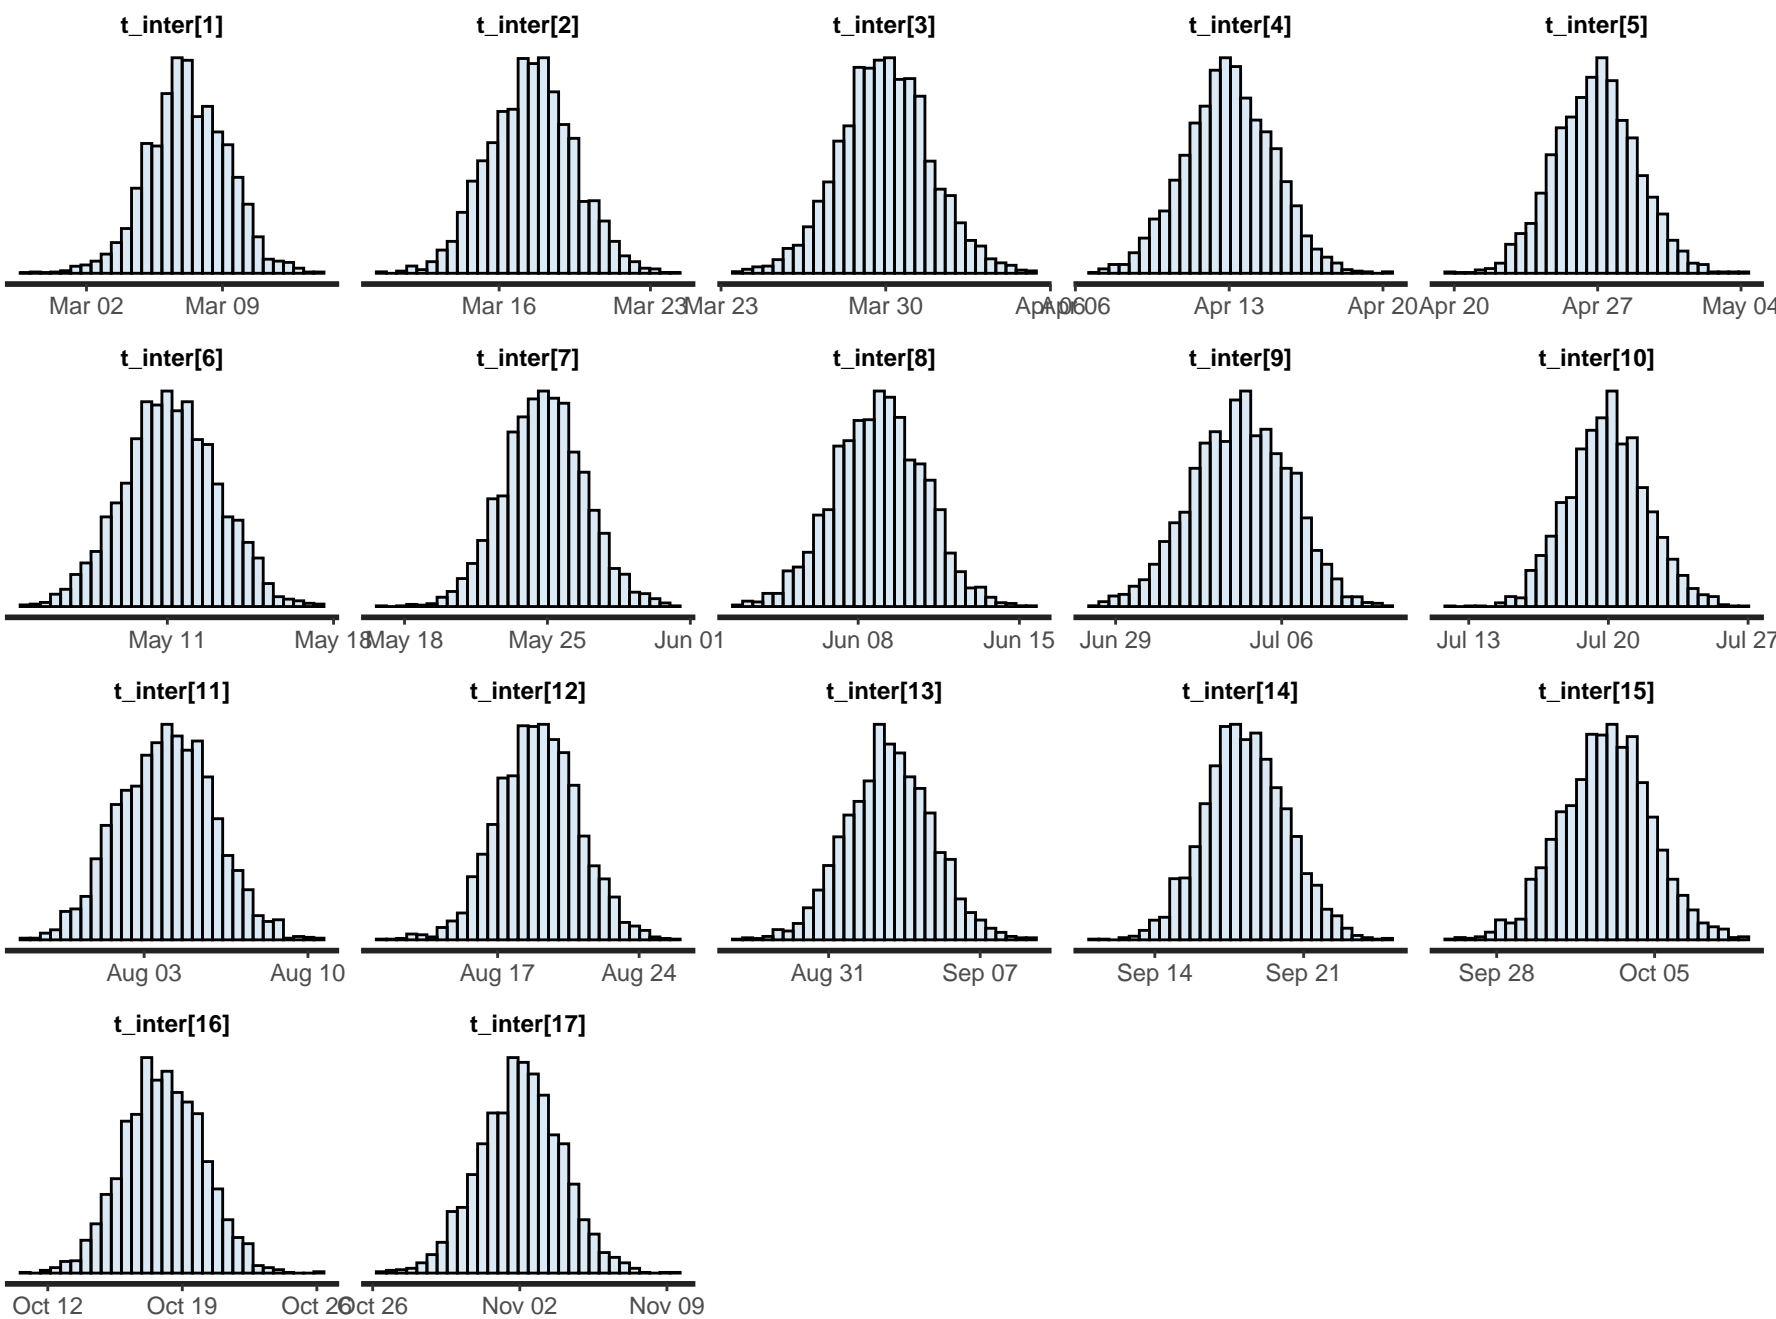 t_inter[1] t_inter[2] t_inter[3] t_inter[4] t_inter[5]
Mar 02 Mar 09 Mar 16 Mar 23 Mar 23 Mar 30 Apr 06 Apr 06 Apr 13 Apr 20 Apr 20 Apr 27 May 04
t_inter[6] t_inter[7] t_inter[8] t_inter[9] t_inter[10]
May 11 May 18 May 18 May 25 Jun 01 Jun 08 Jun 15 Jun 29 Jul 06 Jul 13 Jul 20 Jul 27
t_inter[11] t_inter[12] t_inter[13] t_inter[14] t_inter[15]
Aug 03 Aug 10 Aug 17 Aug 24 Aug 31 Sep 07 Sep 14 Sep 21 Sep 28 Oct 05
t_inter[16] t_inter[17]
Oct 12 Oct 19 Oct 26 Oct 26 Nov 02 Nov 09